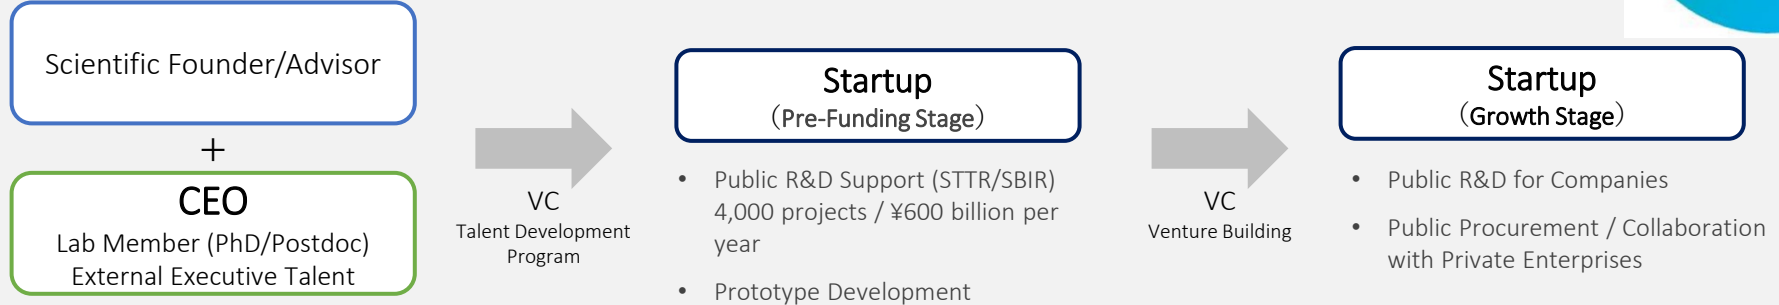 Scientific Founder/Advisor
+
CEO
Lab Member (PhD/Postdoc)
External Executive Talent
VC
Talent Development
Program
Startup
（Pre-Funding Stage）
• Public R&D Support (STTR/SBIR)
4,000 projects / ¥600 billion per
year
• Prototype Development
VC
Venture Building
Startup
（Growth Stage）
• Public R&D for Companies
• Public Procurement / Collaboration
with Private Enterprises